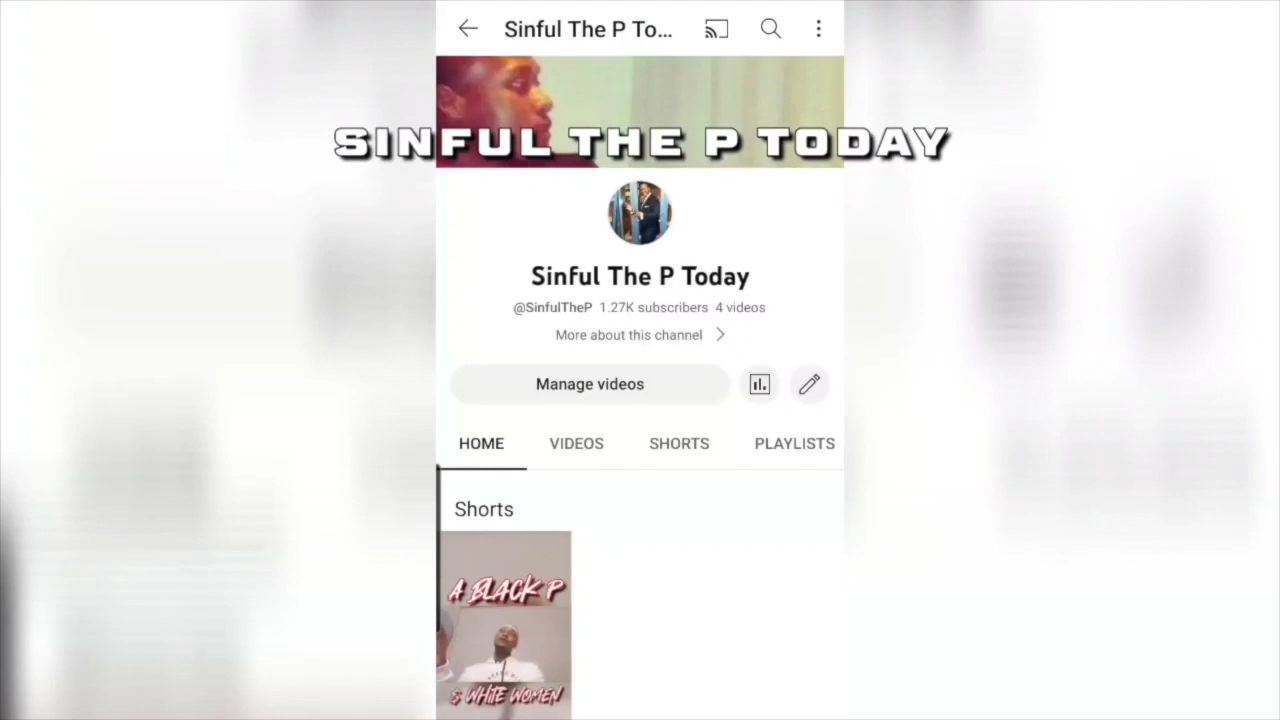 Sinful The P To...
SINFUL THE P TODAY
Sinful The P Today
@SinfulTheP 1.27K subscribers 4 videos
More about this channel
Manage videos
HOME VIDEOS SHORTS PLAYLISTS
Shorts
A BLACK P
& WHITE WOMEN